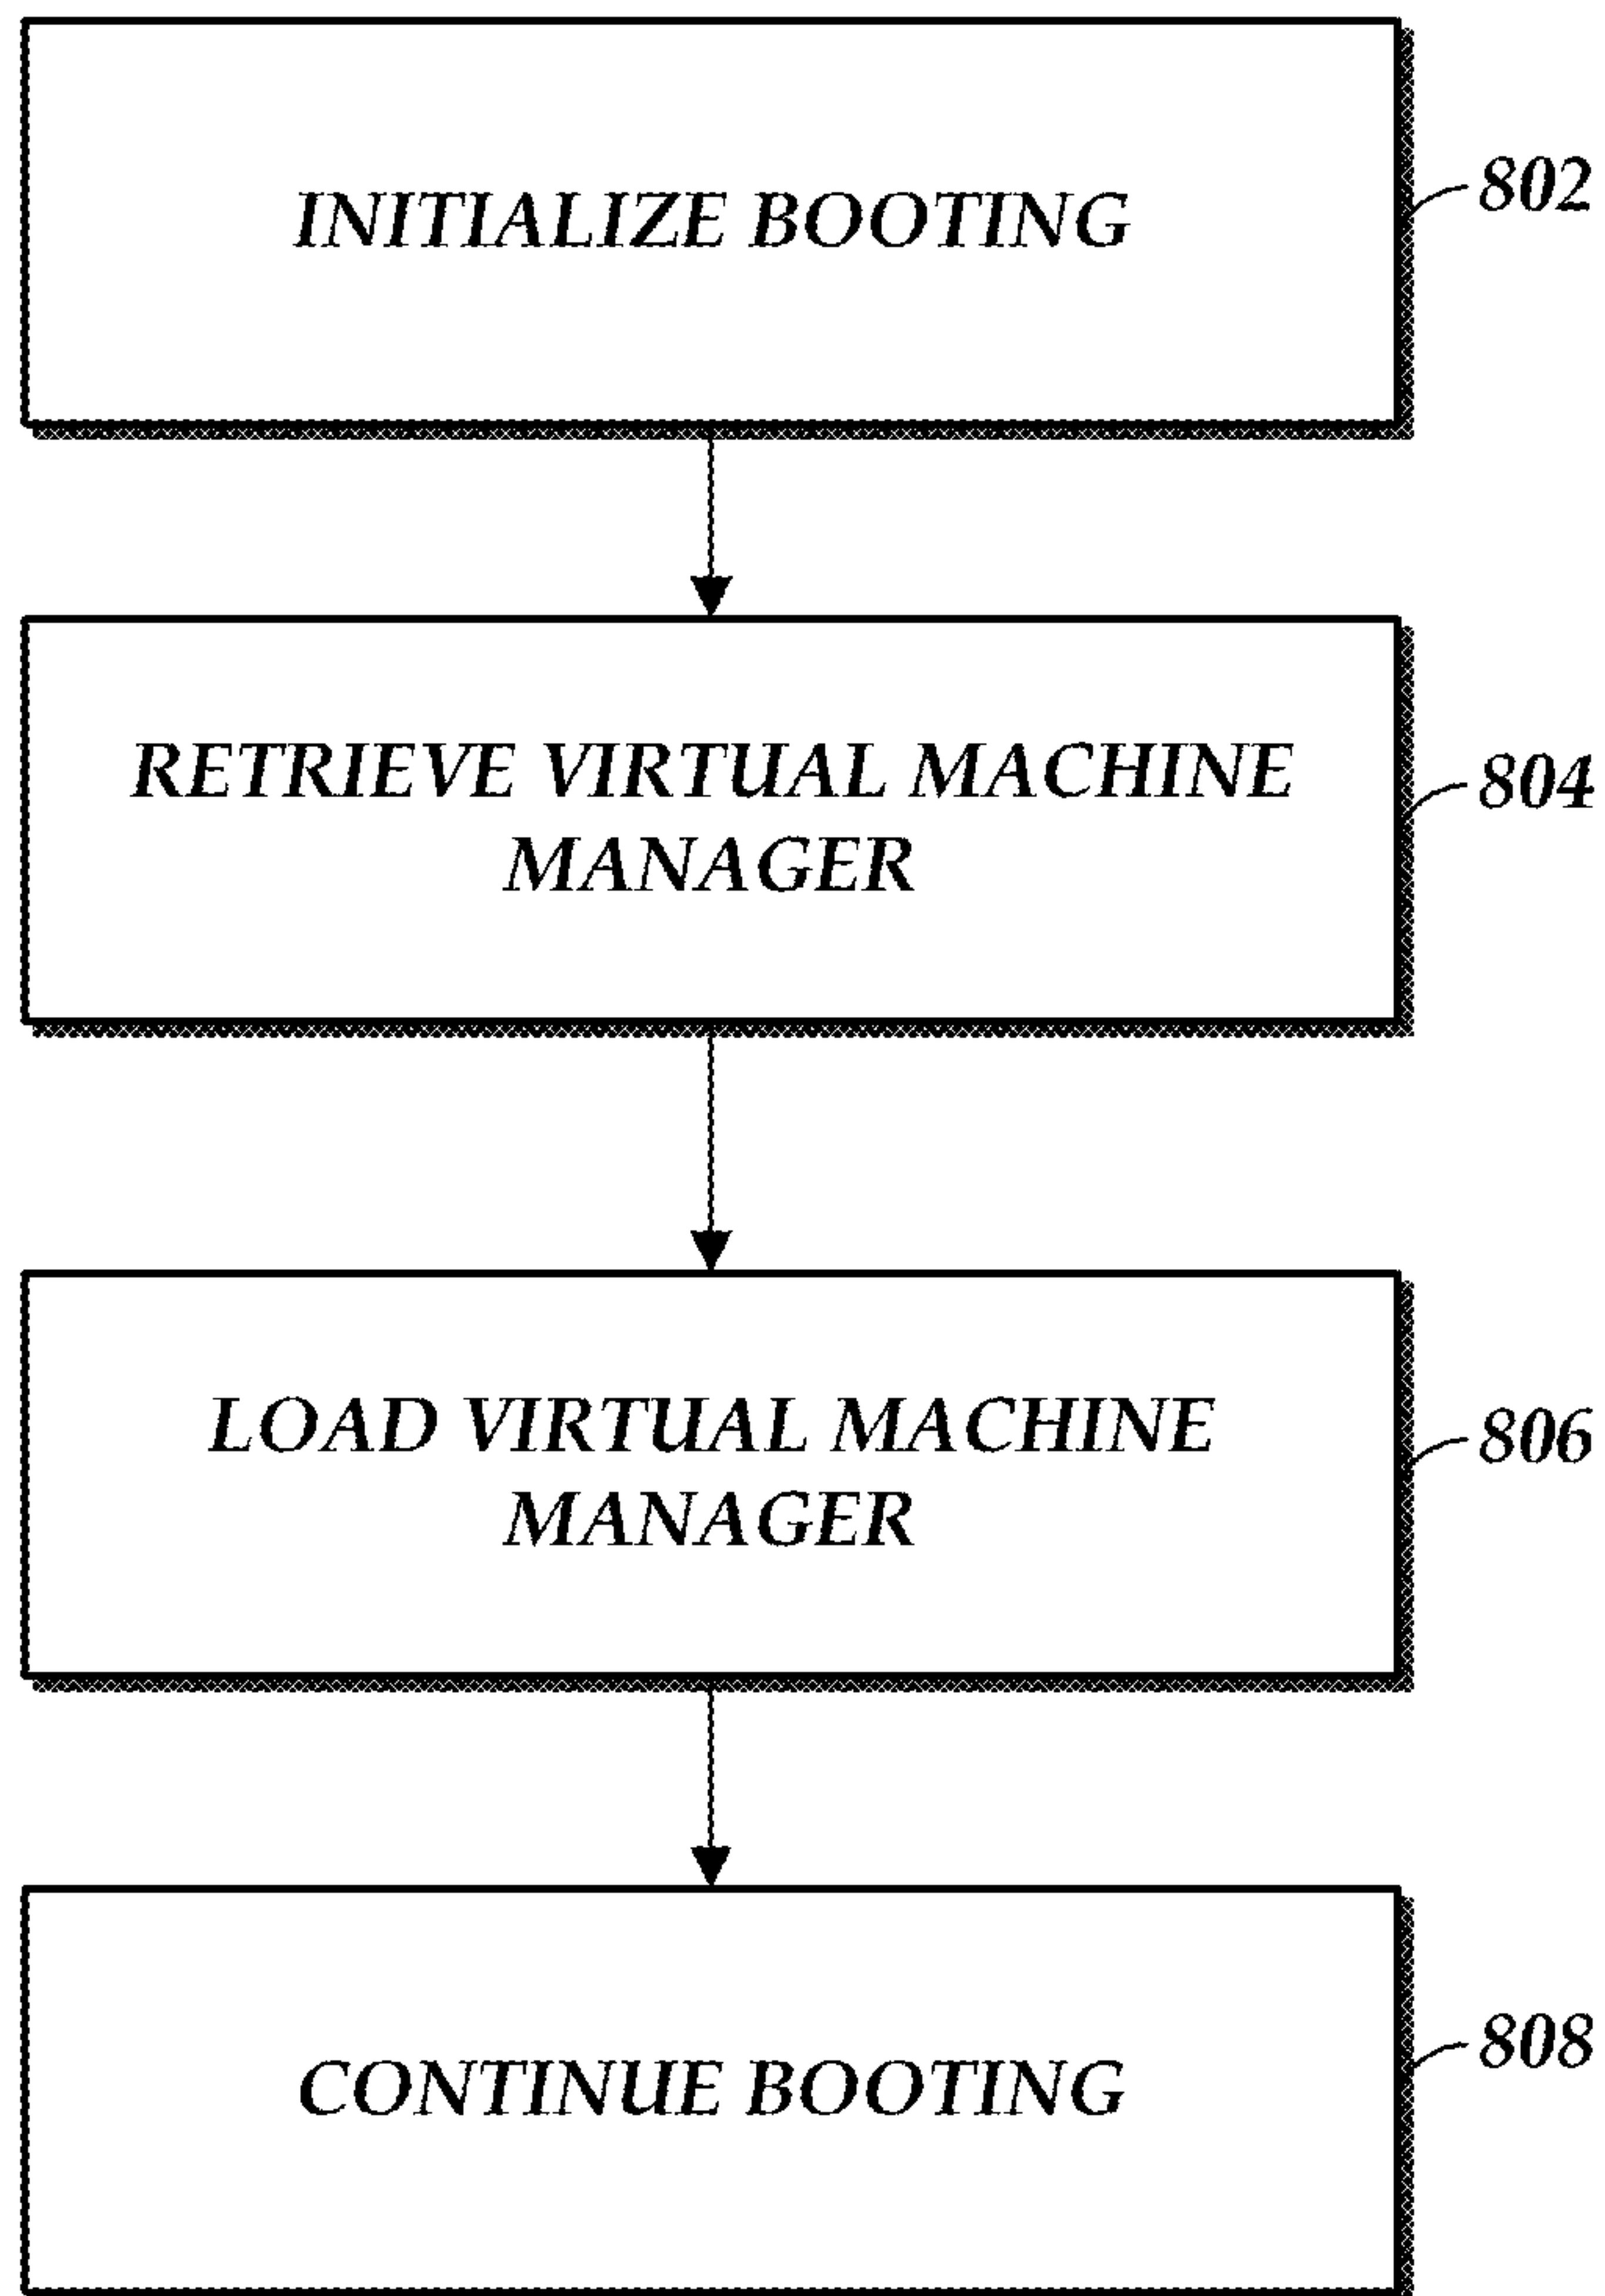 INITIALIZE BOOTING
802
RETRIEVE VIRTUAL MACHINE
MANAGER
804
LOAD VIRTUAL MACHINE
MANAGER
806
CONTINUE BOOTING
808